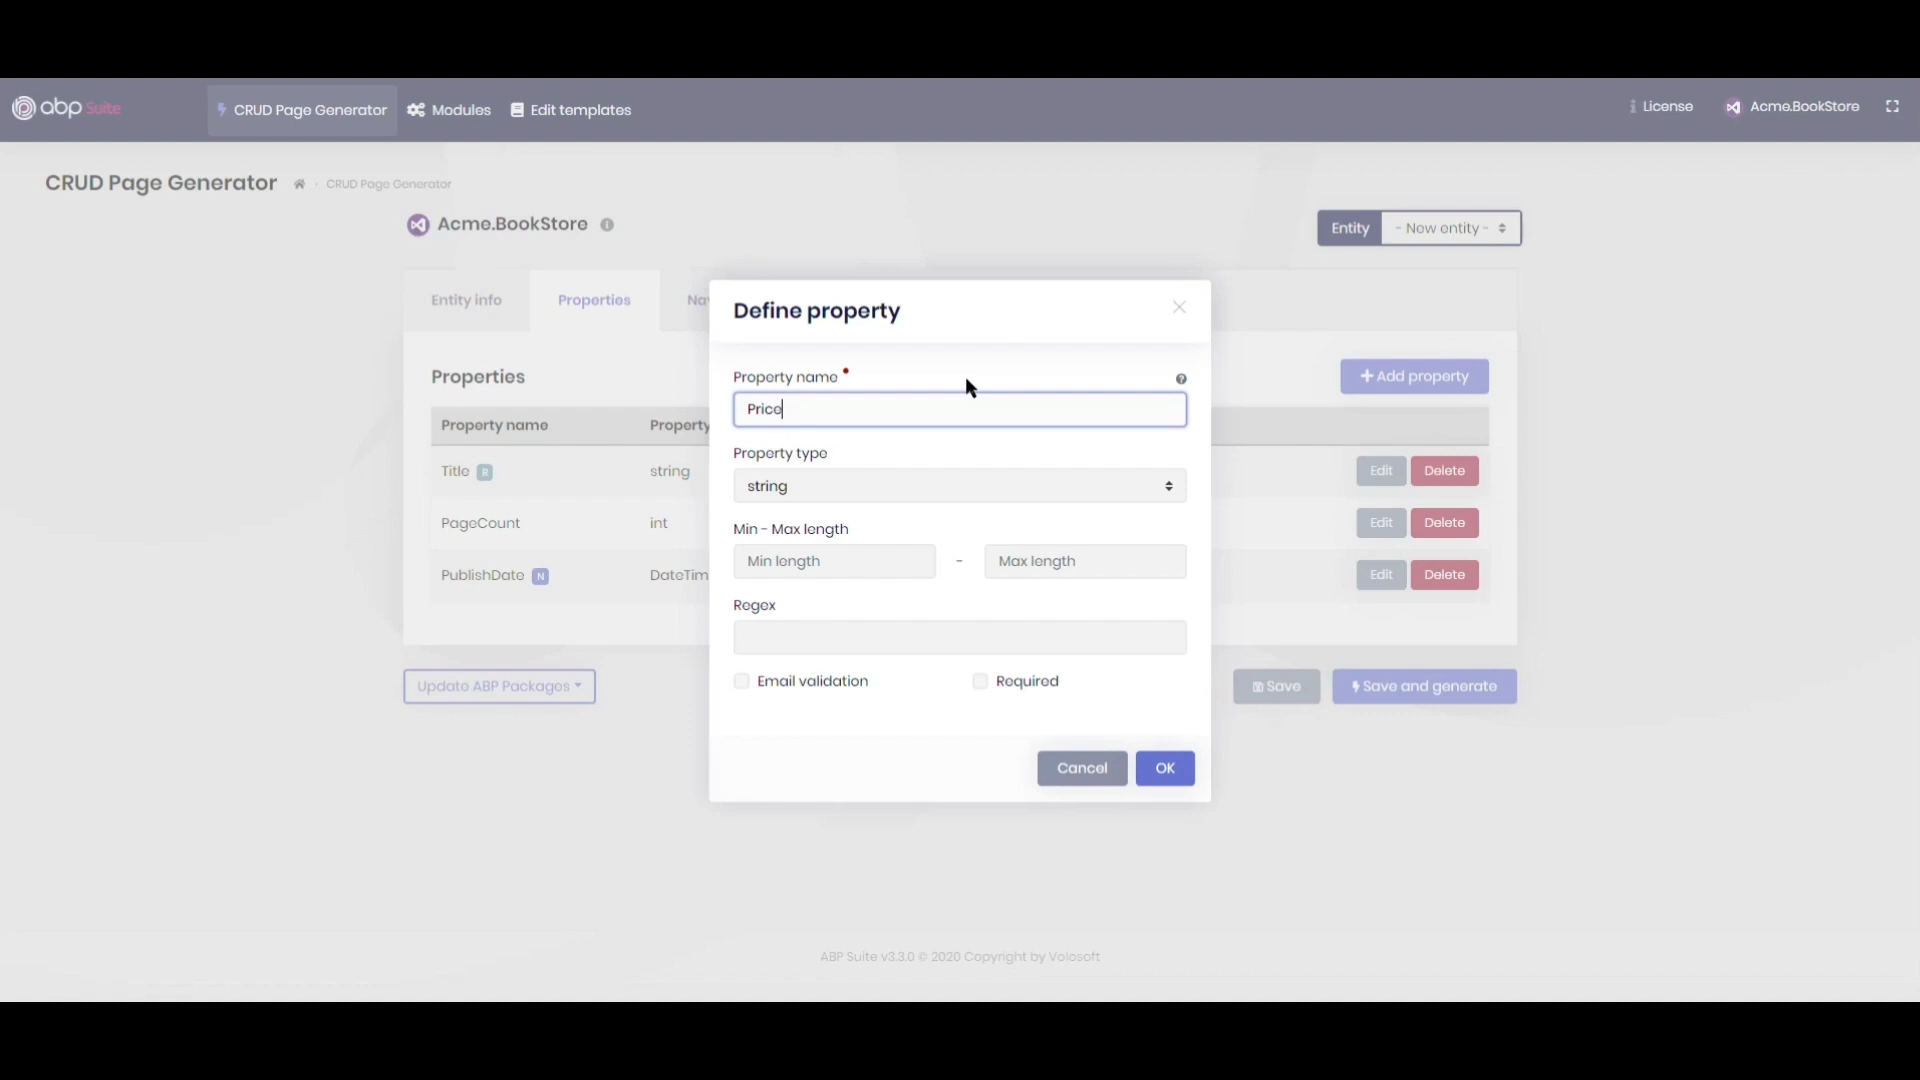 abp Suite
CRUD Page Generator
Modules
Edit templates
License
Acme.BookStore
CRUD Page Generator
CRUD Page Generator
Acme.BookStore
Entity
- New entity -
Entity info
Properties
Nav
Define property
Property name
Price
Properties
+ Add property
Property name
Property
Property type
string
Title R
string
Edit
Delete
Min - Max length
PageCount
int
Min length
-
Max length
Edit
Delete
PublishDate N
DateTim
Edit
Delete
Regex
Email validation
Required
Update ABP Packages
Save
Save and generate
Cancel
OK
ABP Suite v3.3.0 © 2020 Copyright by Volosoft